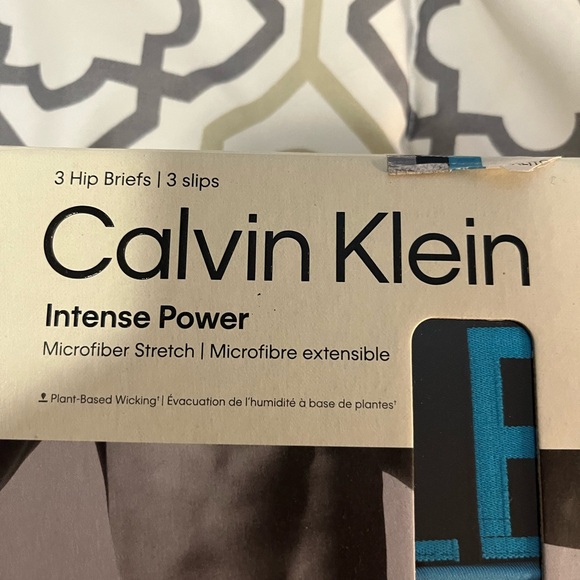 3 Hip Briefs | 3 slips
Calvin Klein
Intense Power
Microfiber Stretch | Microfibre extensible
Plant-Based Wicking† | Évacuation de l'humidité à base de plantes†
LE